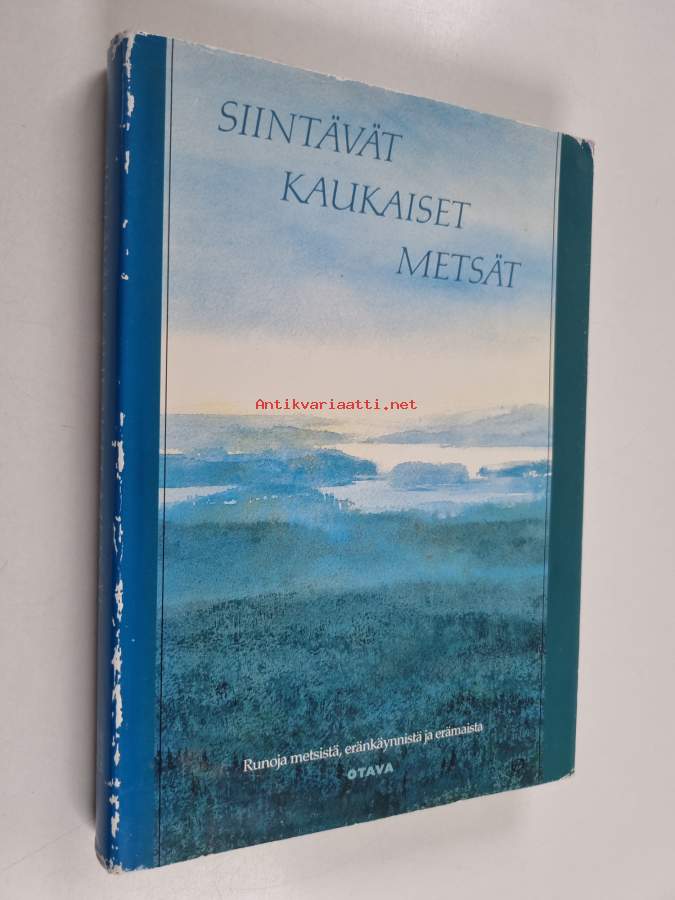 SIINTÄVÄT
KAUKAISET
METSÄT
Antikvariaatti.net
Runoja metsistä, eränkäynnistä ja erämaista
OTAVA